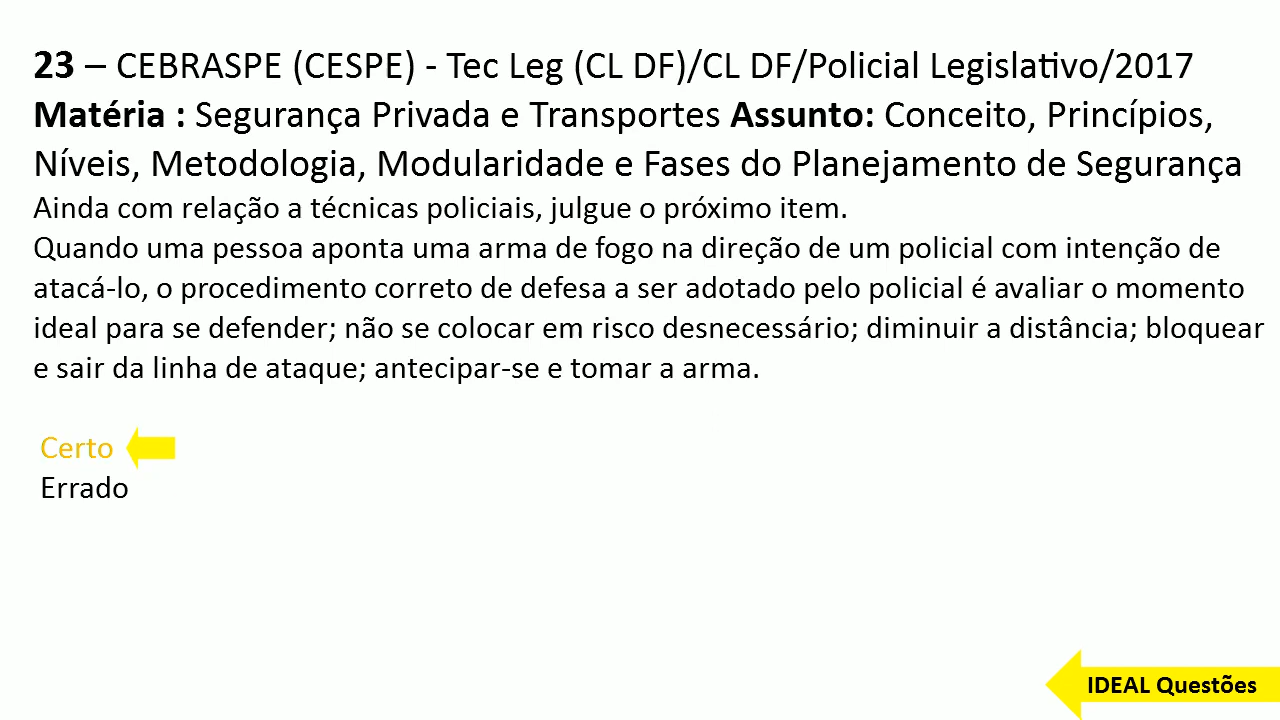 23 – CEBRASPE (CESPE) - Tec Leg (CL DF)/CL DF/Policial Legislativo/2017
Matéria : Segurança Privada e Transportes Assunto: Conceito, Princípios,
Níveis, Metodologia, Modularidade e Fases do Planejamento de Segurança
Ainda com relação a técnicas policiais, julgue o próximo item.
Quando uma pessoa aponta uma arma de fogo na direção de um policial com intenção de
atacá-lo, o procedimento correto de defesa a ser adotado pelo policial é avaliar o momento
ideal para se defender; não se colocar em risco desnecessário; diminuir a distância; bloquear
e sair da linha de ataque; antecipar-se e tomar a arma.
Certo
Errado
IDEAL Questões